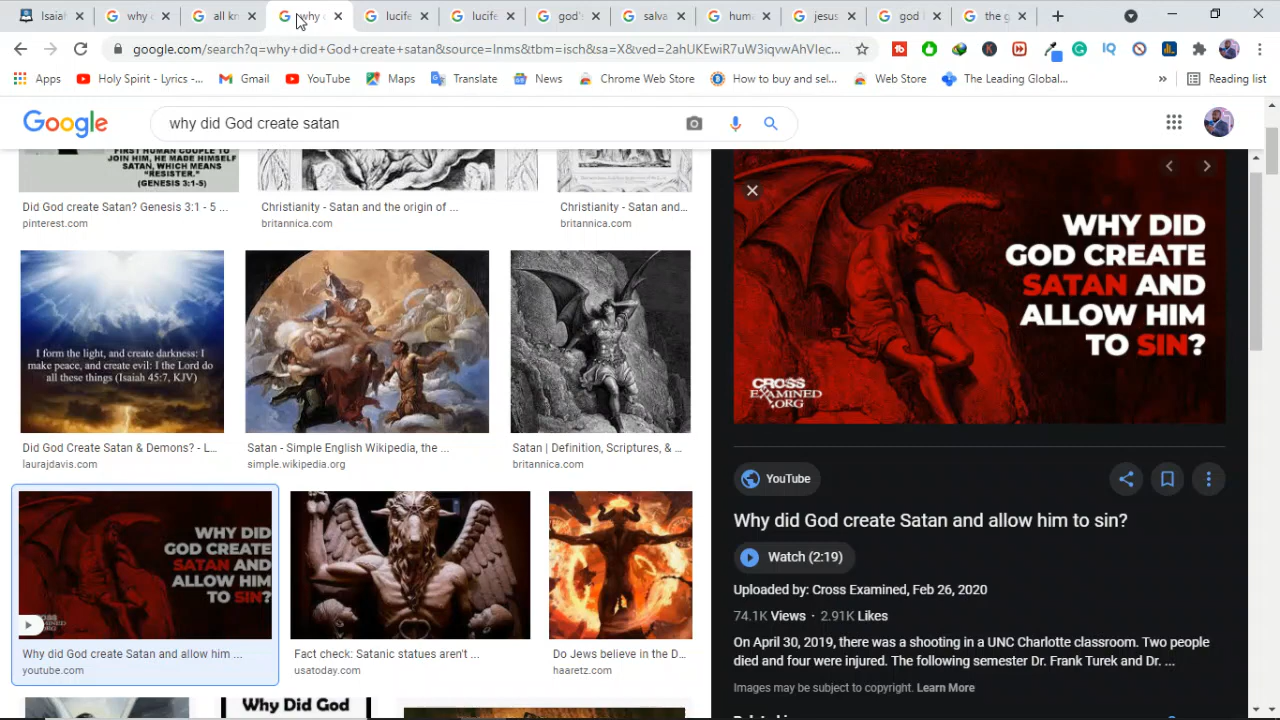 Isaia
why c
all kn
why c
lucife
lucife
god's
salva
hum
jesus
god l
the g
google.com/search?q=why+did+God+create+satan&source=lnms&tbm=isch&sa=X&ved=2ahUKEwiR7uW3iqvwAhVIec...
Apps
Holy Spirit - Lyrics -...
Gmail
YouTube
Maps
Translate
News
Chrome Web Store
How to buy and sel...
Web Store
The Leading Global...
»
Reading list
Google
why did God create satan
FIRST HUMAN COUPLE TO
JOIN HIM, HE MADE HIMSELF
SATAN, WHICH MEANS
"RESISTER."
(GENESIS 3:1-5)
Did God create Satan? Genesis 3:1 - 5 ...
pinterest.com
Christianity - Satan and the origin of ...
britannica.com
Christianity - Satan and...
britannica.com
I form the light, and create darkness: I
make peace, and create evil: I the Lord do
all these things (Isaiah 45:7, KJV)
Did God Create Satan & Demons? - L...
laurajdavis.com
Satan - Simple English Wikipedia, the ...
simple.wikipedia.org
Satan | Definition, Scriptures, & ...
britannica.com
WHY DID
GOD CREATE
SATAN AND
ALLOW HIM
TO SIN?
Why did God create Satan and allow him ...
youtube.com
Fact check: Satanic statues aren't ...
usatoday.com
Do Jews believe in the D...
haaretz.com
Why Did God
WHY DID
GOD CREATE
SATAN AND
ALLOW HIM
TO SIN?
CROSS
EXAMINED
.ORG
YouTube
Why did God create Satan and allow him to sin?
Watch (2:19)
Uploaded by: Cross Examined, Feb 26, 2020
74.1K Views · 2.91K Likes
On April 30, 2019, there was a shooting in a UNC Charlotte classroom. Two people
died and four were injured. The following semester Dr. Frank Turek and Dr. ...
Images may be subject to copyright. Learn More